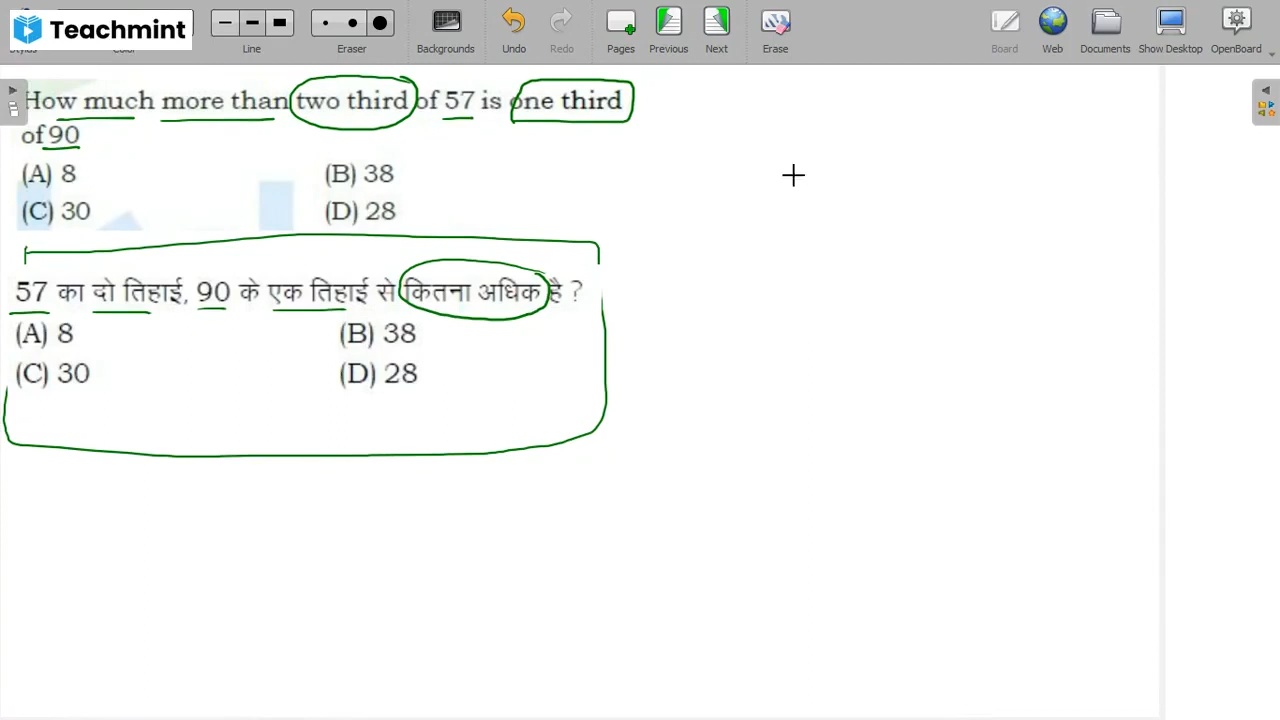 Teachmint
Line
Eraser
Backgrounds
Undo
Redo
Pages
Previous
Next
Erase
Board
Web
Documents
Show Desktop
OpenBoard
How much more than two third of 57 is one third
of 90
(A) 8 (B) 38
(C) 30 (D) 28
57 का दो तिहाई, 90 के एक तिहाई से कितना अधिक है ?
(A) 8 (B) 38
(C) 30 (D) 28